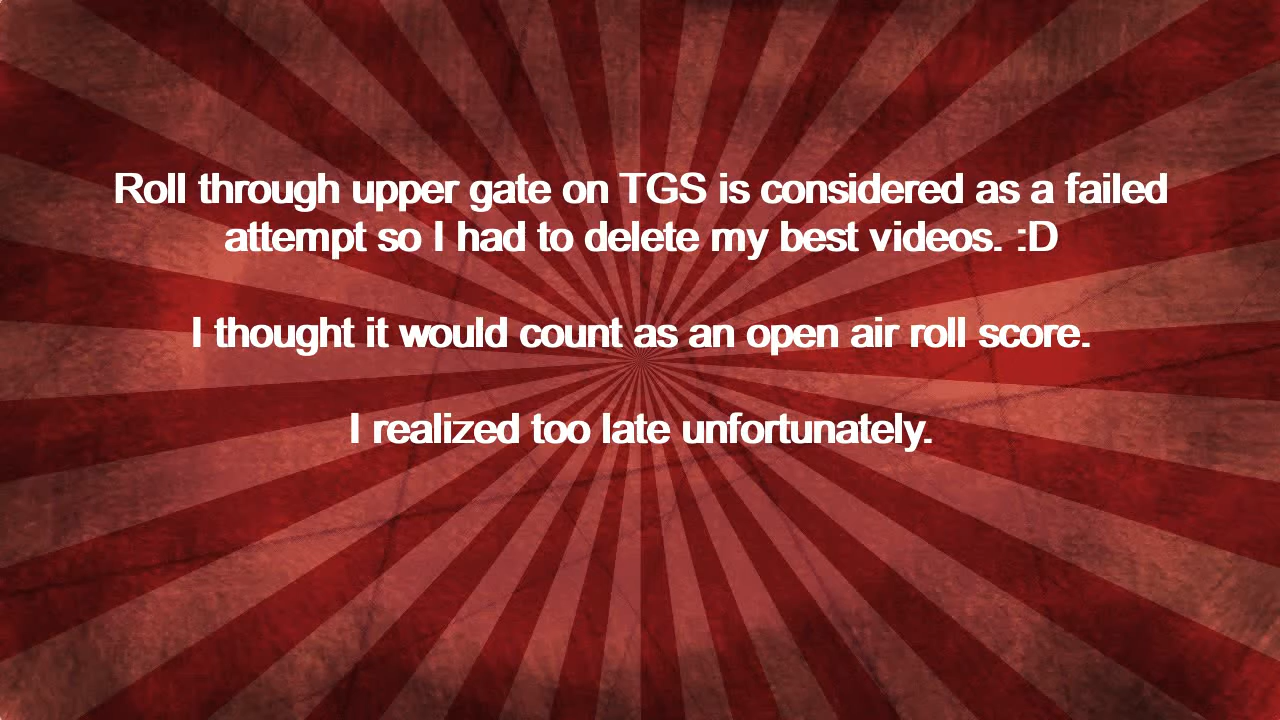 Roll through upper gate on TGS is considered as a failed
attempt so I had to delete my best videos. :D
I thought it would count as an open air roll score.
I realized too late unfortunately.